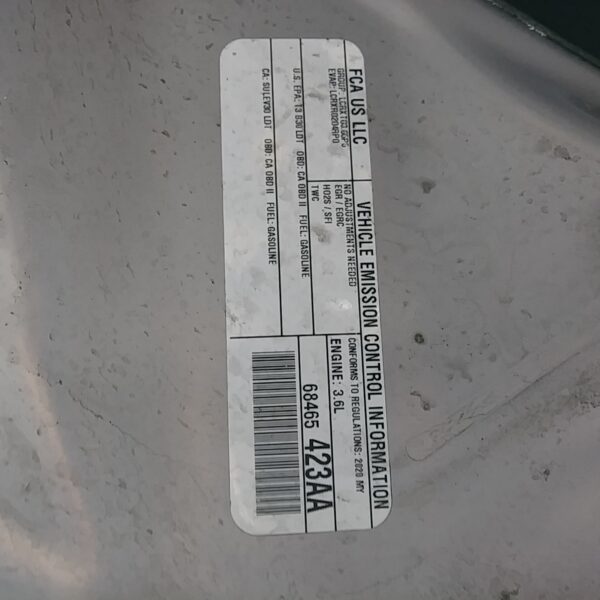 FCA US LLC
VEHICLE EMISSION CONTROL INFORMATION
GROUP:
EVAP:
NO ADJUSTMENTS NEEDED
EGR / EGRC
HO2S / SFI
TWC
CONFORMS TO REGULATIONS: 2020 MY
ENGINE: 3.6L
U.S. EPA: T3 B30 LDT OBD: CA OBD II FUEL: GASOLINE
CA: SULEV30 LDT OBD: CA OBD II FUEL: GASOLINE
68465 423AA